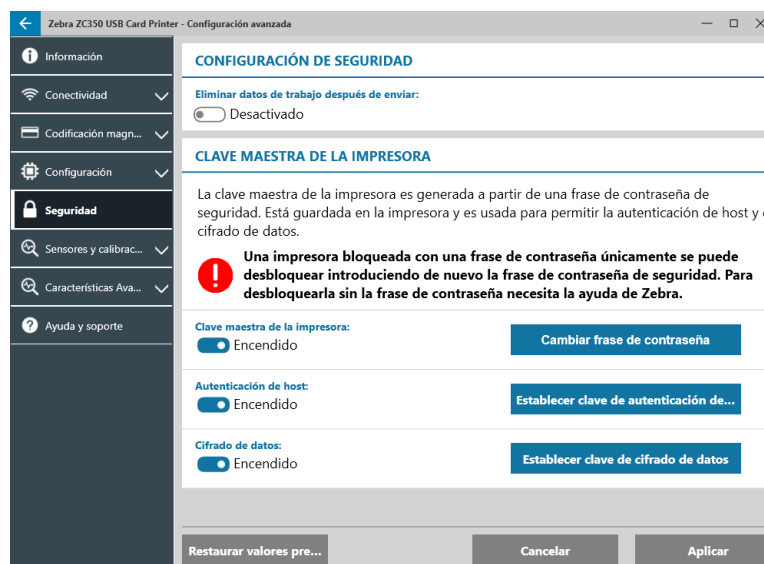 Zebra ZC350 USB Card Printer - Configuración avanzada
Información
Conectividad
Codificación magn...
Configuración
Seguridad
Sensores y calibrac...
Características Ava...
Ayuda y soporte
CONFIGURACIÓN DE SEGURIDAD
Eliminar datos de trabajo después de enviar:
Desactivado
CLAVE MAESTRA DE LA IMPRESORA
La clave maestra de la impresora es generada a partir de una frase de contraseña de
seguridad. Está guardada en la impresora y es usada para permitir la autenticación de host y
cifrado de datos.
Una impresora bloqueada con una frase de contraseña únicamente se puede
desbloquear introduciendo de nuevo la frase de contraseña de seguridad. Para
desbloquearla sin la frase de contraseña necesita la ayuda de Zebra.
Clave maestra de la impresora:
Encendido
Cambiar frase de contraseña
Autenticación de host:
Encendido
Establecer clave de autenticación de...
Cifrado de datos:
Encendido
Establecer clave de cifrado de datos
Restaurar valores pre...
Cancelar
Aplicar